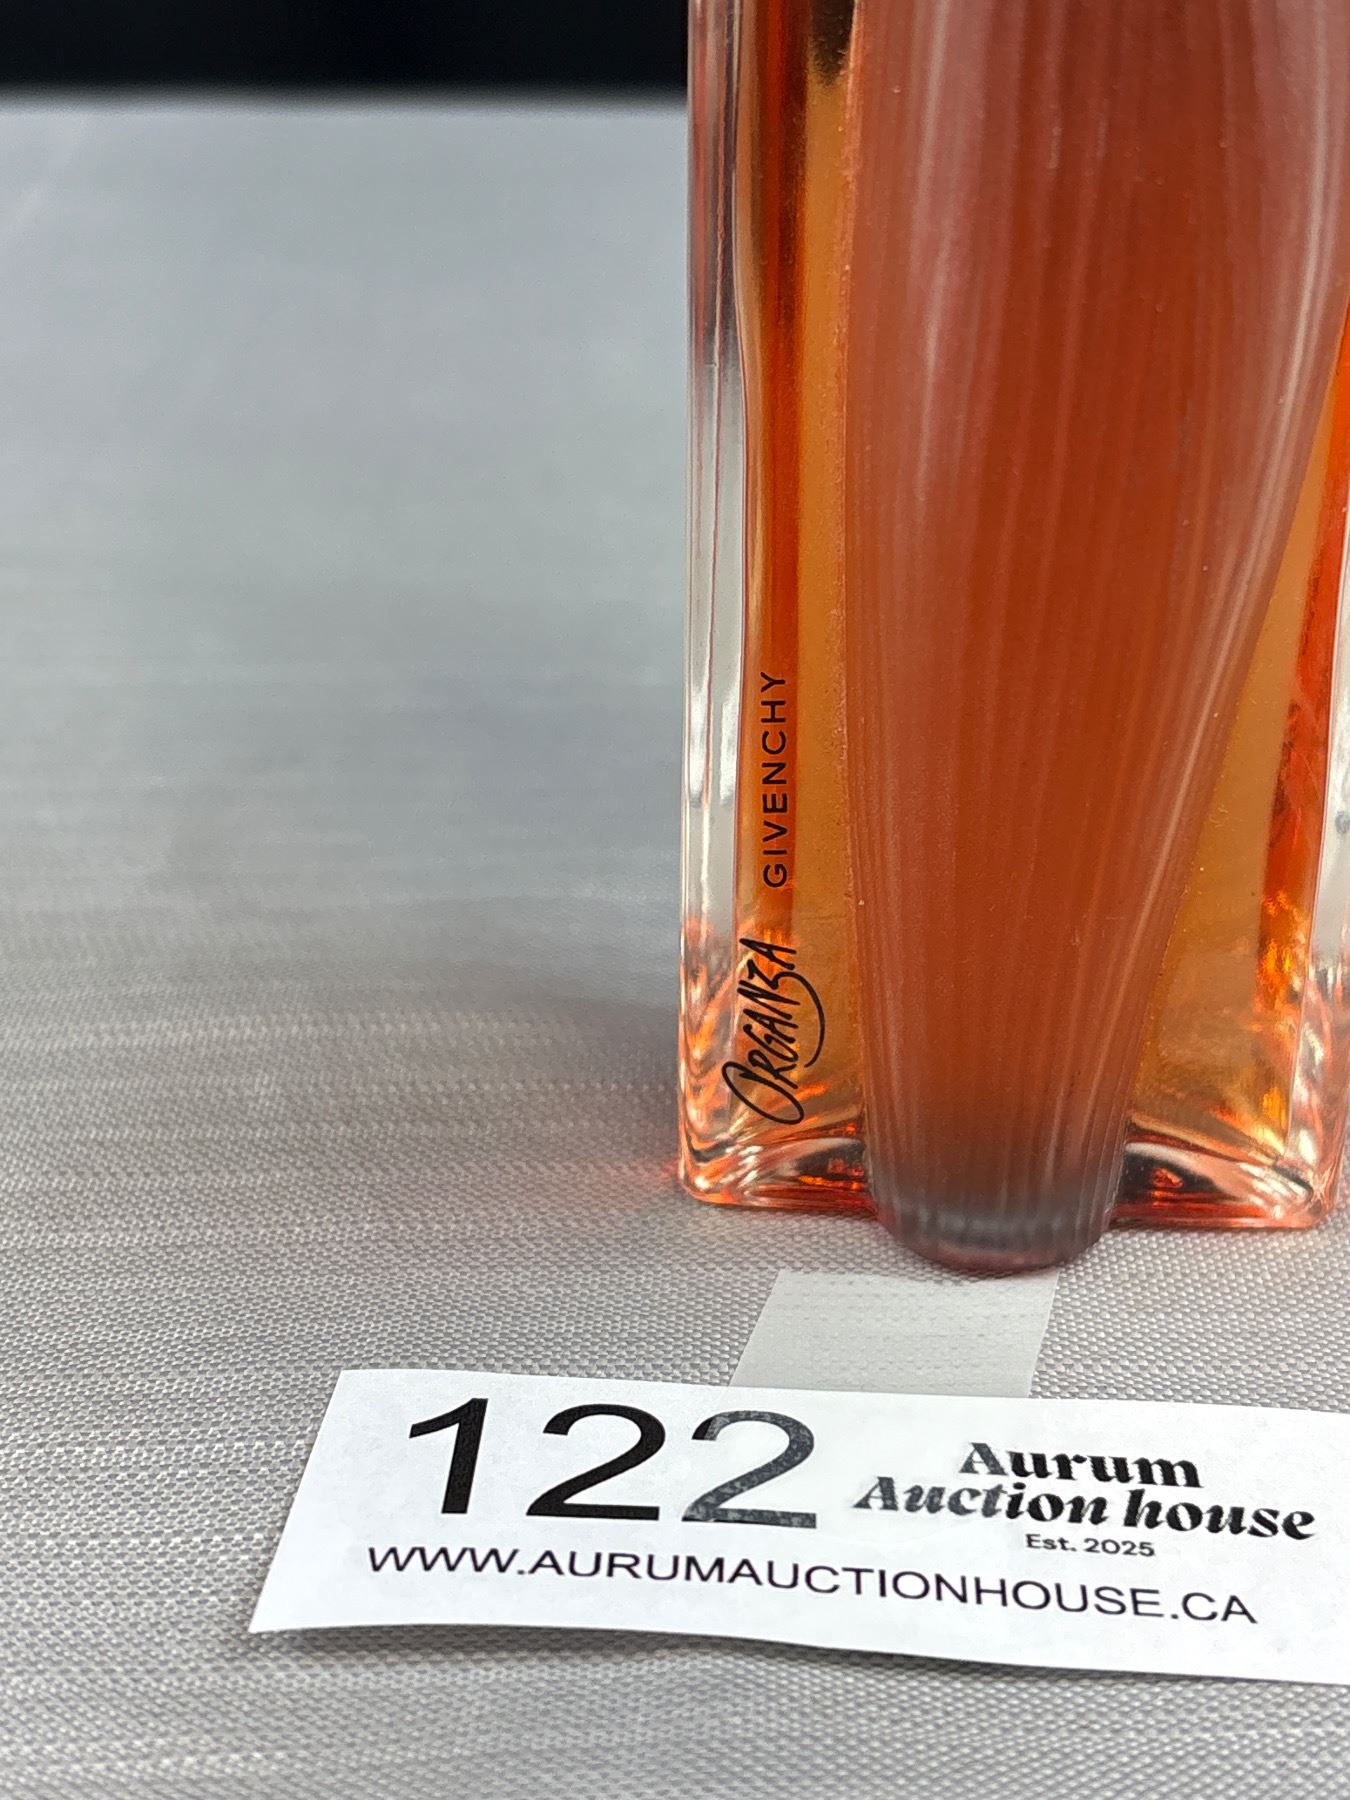 GIVENCHY
ORGANZA
122
Aurum
Auction house
Est. 2025
WWW.AURUMAUCTIONHOUSE.CA